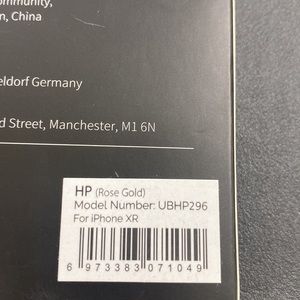 ommunity,
n, China
eldorf Germany
d Street, Manchester, M1 6N
HP (Rose Gold)
Model Number: UBHP296
For iPhone XR
6 973383 071049